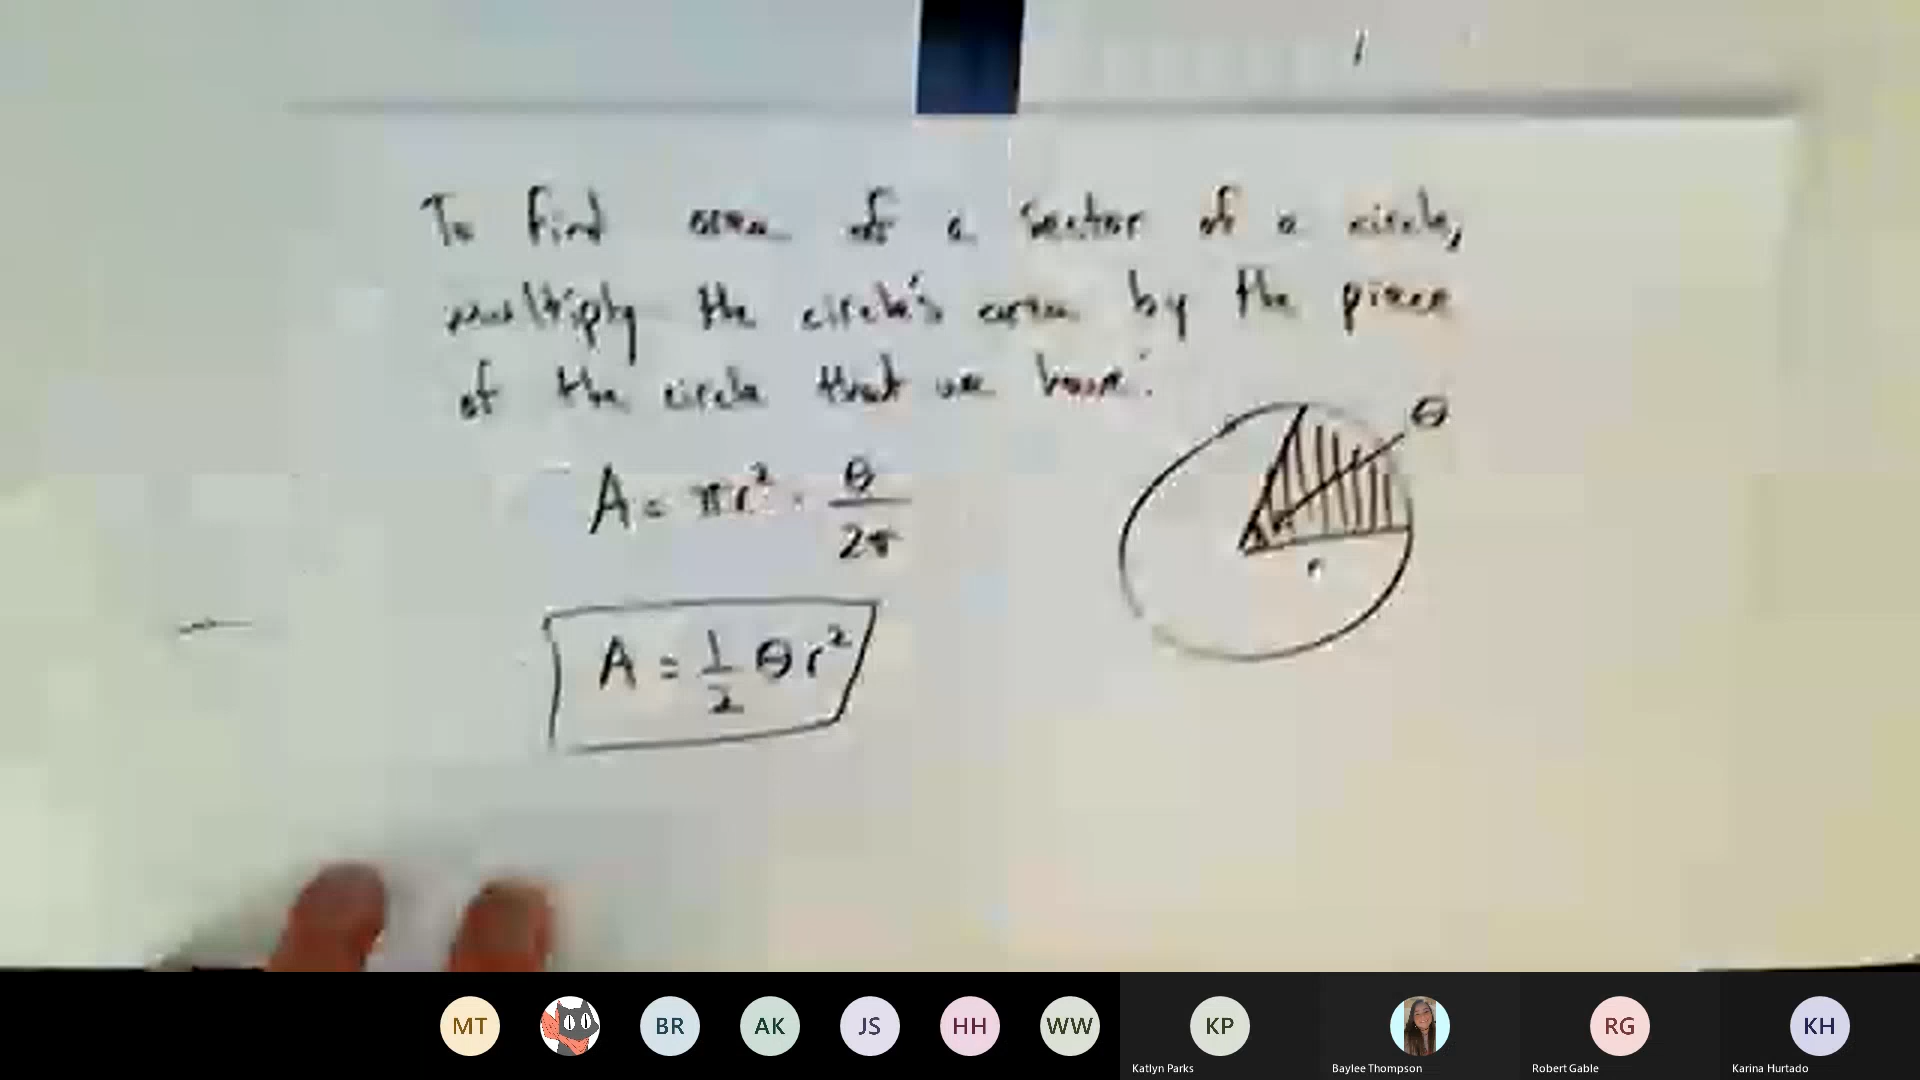 To find area of a sector of a circle,
multiply the circle's area by the piece
of the circle that we have.
θ
A = πr² · θ/2π
r
A = 1/2 θ r²
MT
BR
AK
JS
HH
WW
KP
RG
KH
Katlyn Parks
Baylee Thompson
Robert Gable
Karina Hurtado